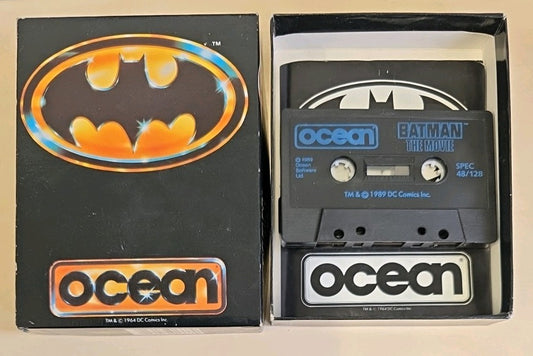 TM
ocean
TM & © 1964 DC Comics Inc.
ocean
BATMAN™
THE MOVIE
© 1989
Ocean
Software
Ltd
SPEC
48/128
TM & © 1989 DC Comics Inc.
ocean
TM & © 1964 DC Comics Inc.